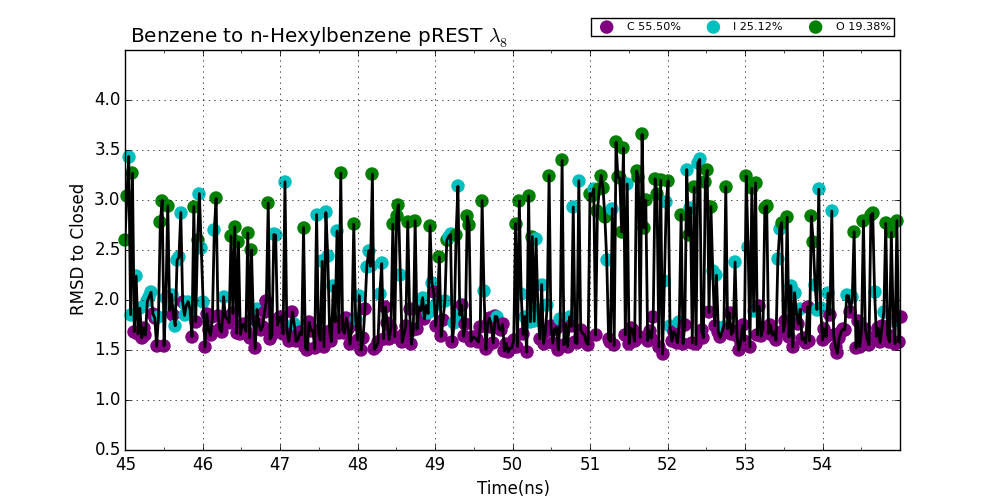 Benzene to n-Hexylbenzene pREST λ8
C 55.50% I 25.12% O 19.38%
RMSD to Closed
4.0
3.5
3.0
2.5
2.0
1.5
1.0
0.5
45 46 47 48 49 50 51 52 53 54
Time(ns)